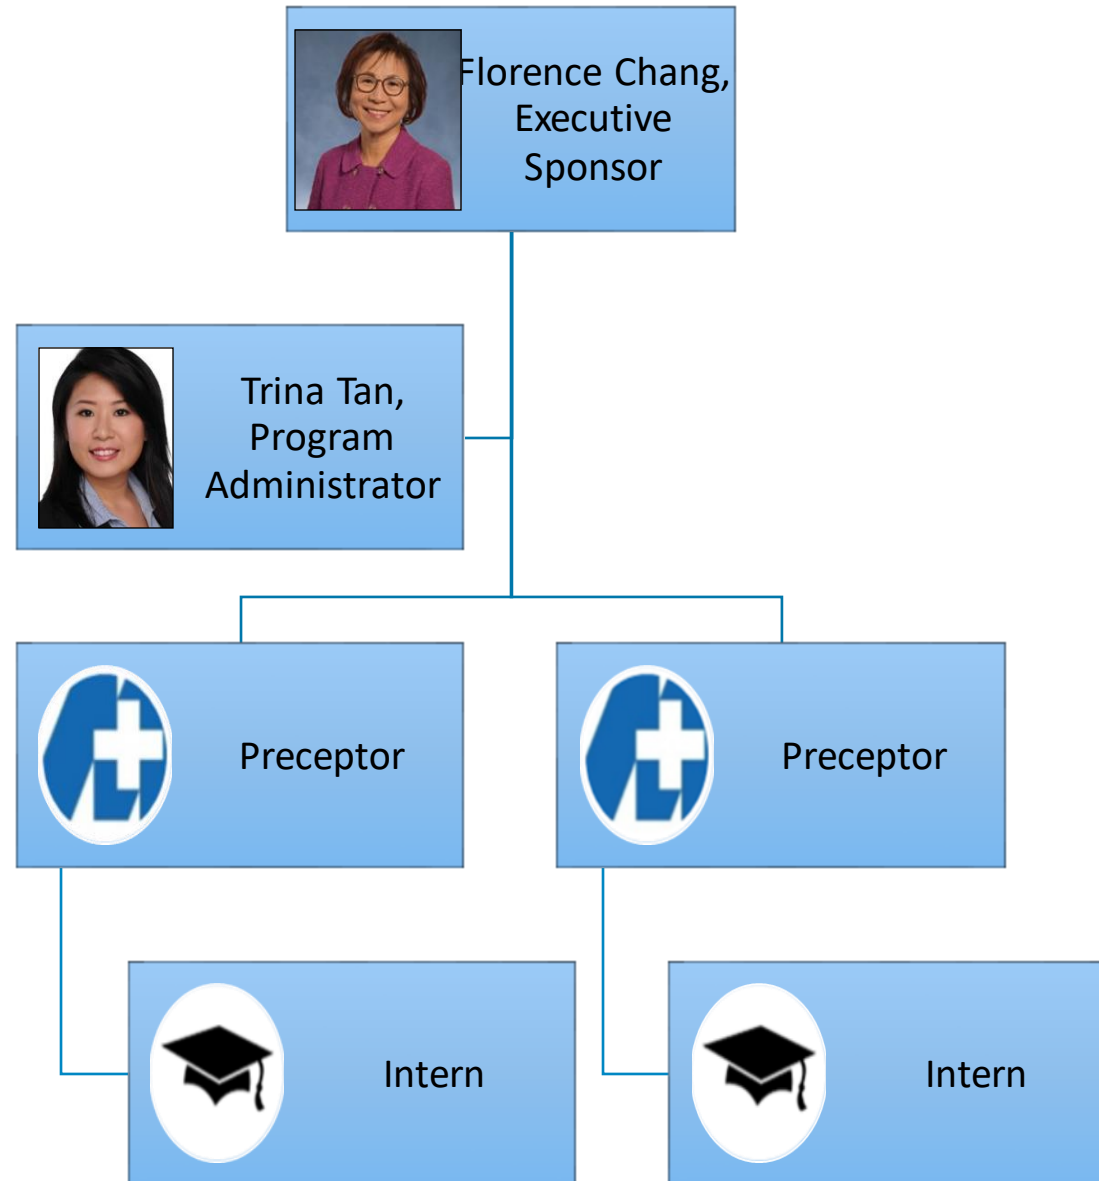 Florence Chang,
Executive
Sponsor
Trina Tan,
Program
Administrator
Preceptor
Preceptor
Intern
Intern